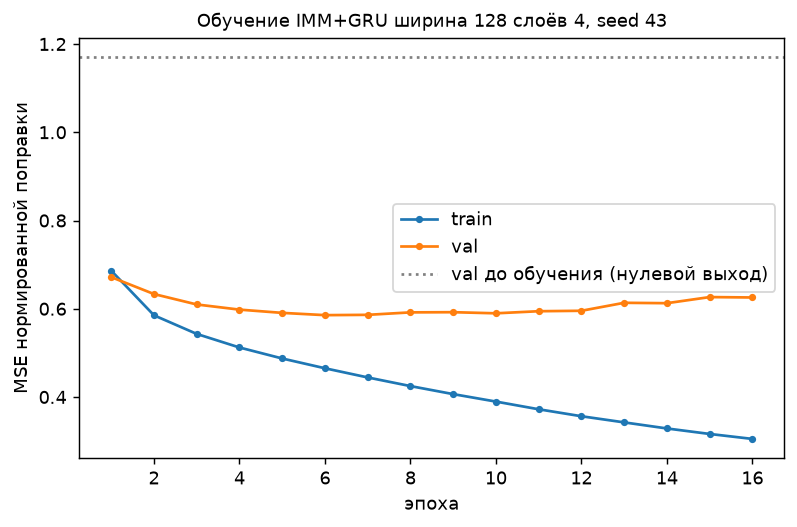 Обучение IMM+GRU ширина 128 слоёв 4, seed 43
MSE нормированной поправки
1.2
1.0
0.8
0.6
0.4
train
val
val до обучения (нулевой выход)
2 4 6 8 10 12 14 16
эпоха